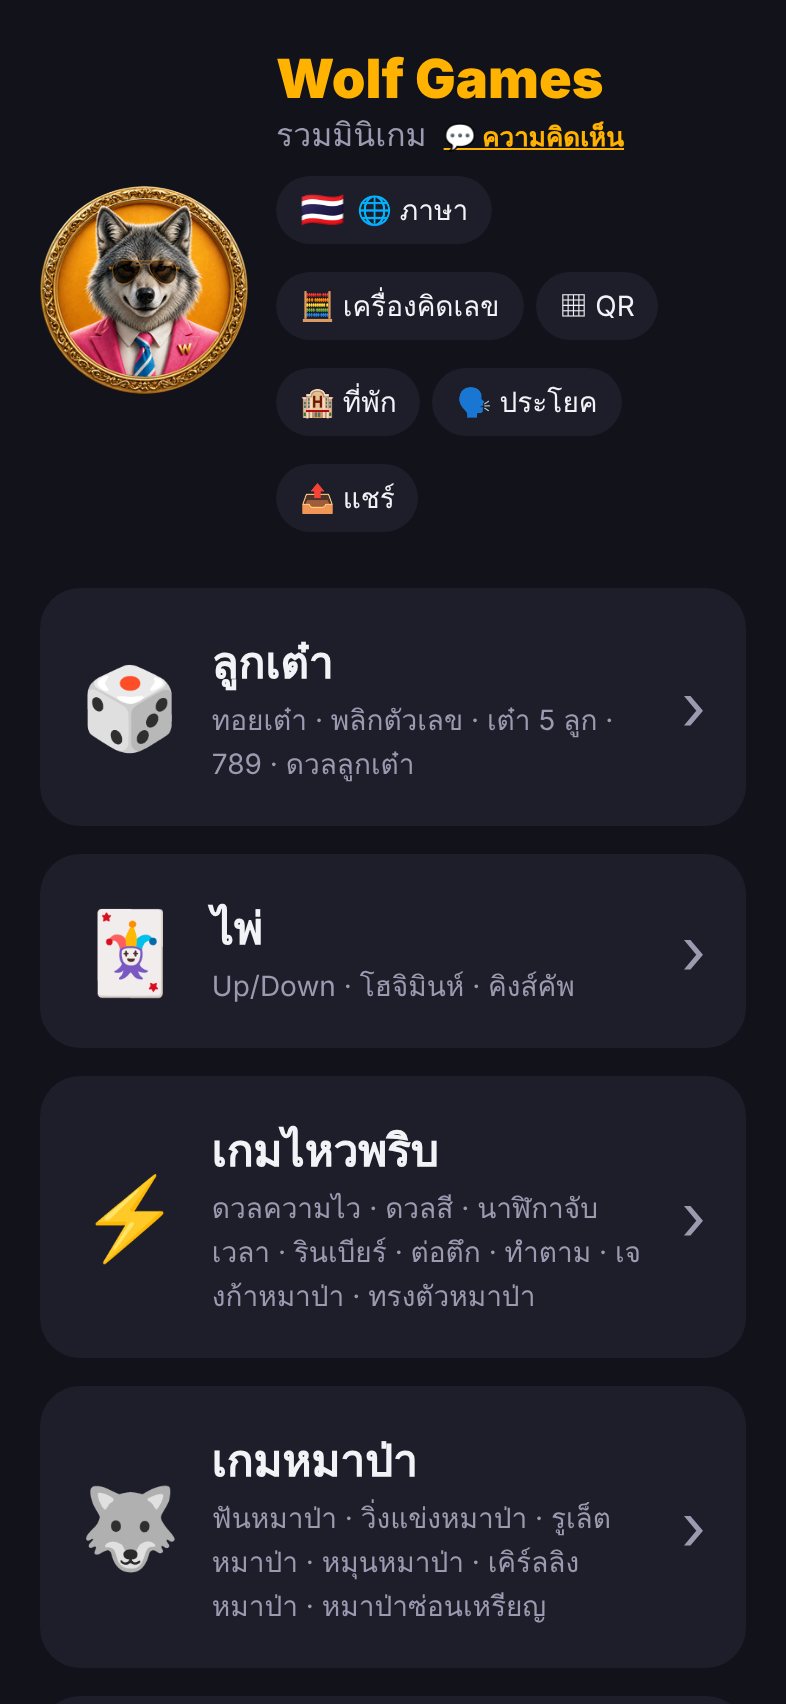 Wolf Games
รวมมินิเกม 💬 ความคิดเห็น
🇹🇭 🌐 ภาษา
🧮 เครื่องคิดเลข ▦ QR
🏨 ที่พัก 🗣️ ประโยค
📤 แชร์
ลูกเต๋า
ทอยเต๋า · พลิกตัวเลข · เต๋า 5 ลูก ·
789 · ดวลลูกเต๋า
ไพ่
Up/Down · โฮจิมินห์ · คิงส์คัพ
เกมไหวพริบ
ดวลความไว · ดวลสี · นาฬิกาจับ
เวลา · รินเบียร์ · ต่อตึก · ทำตาม · เจ
งก้าหมาป่า · ทรงตัวหมาป่า
เกมหมาป่า
ฟันหมาป่า · วิ่งแข่งหมาป่า · รูเล็ต
หมาป่า · หมุนหมาป่า · เคิร์ลลิง
หมาป่า · หมาป่าซ่อนเหรียญ